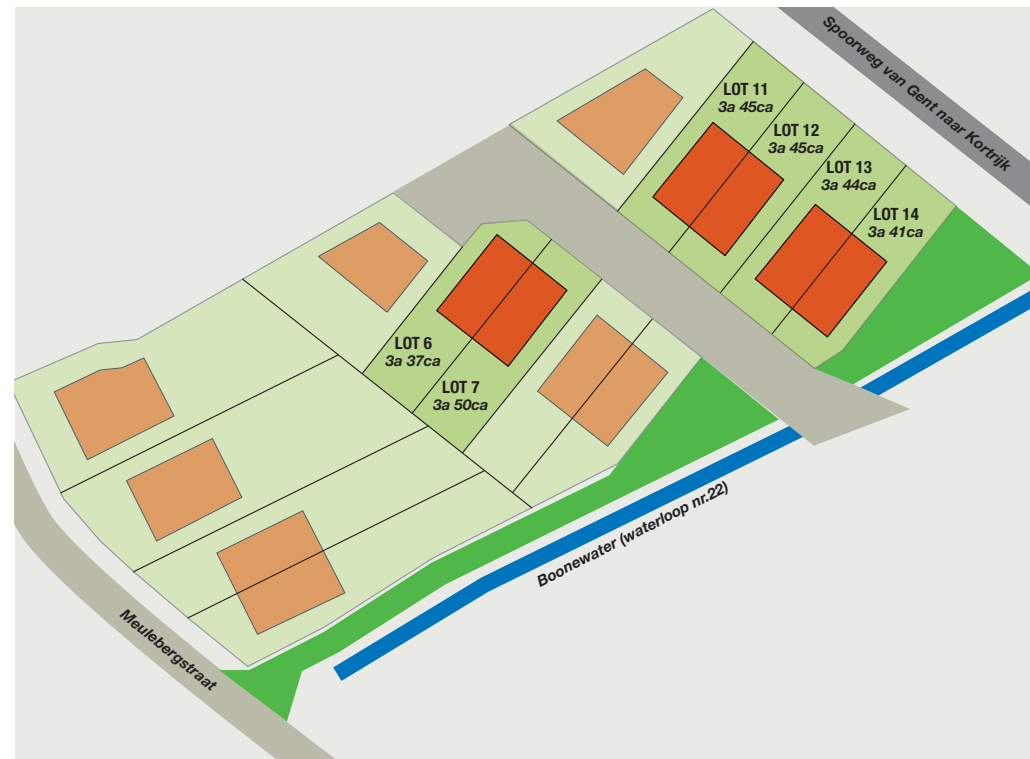 Spoorweg van Gent naar Kortrijk
LOT 11
3a 45ca
LOT 12
3a 45ca
LOT 13
3a 44ca
LOT 14
3a 41ca
LOT 6
3a 37ca
LOT 7
3a 50ca
Boonewater (waterloop nr.22)
Meulebergstraat